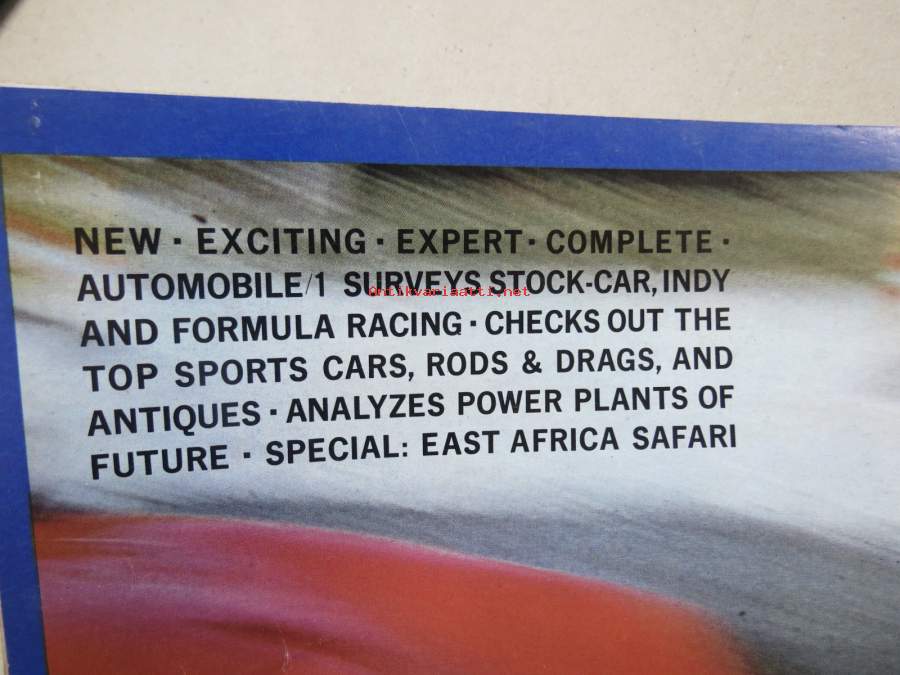 NEW · EXCITING · EXPERT · COMPLETE ·
AUTOMOBILE/1 SURVEYS STOCK-CAR, INDY
antikvariaatti.net
AND FORMULA RACING · CHECKS OUT THE
TOP SPORTS CARS, RODS & DRAGS, AND
ANTIQUES · ANALYZES POWER PLANTS OF
FUTURE · SPECIAL: EAST AFRICA SAFARI